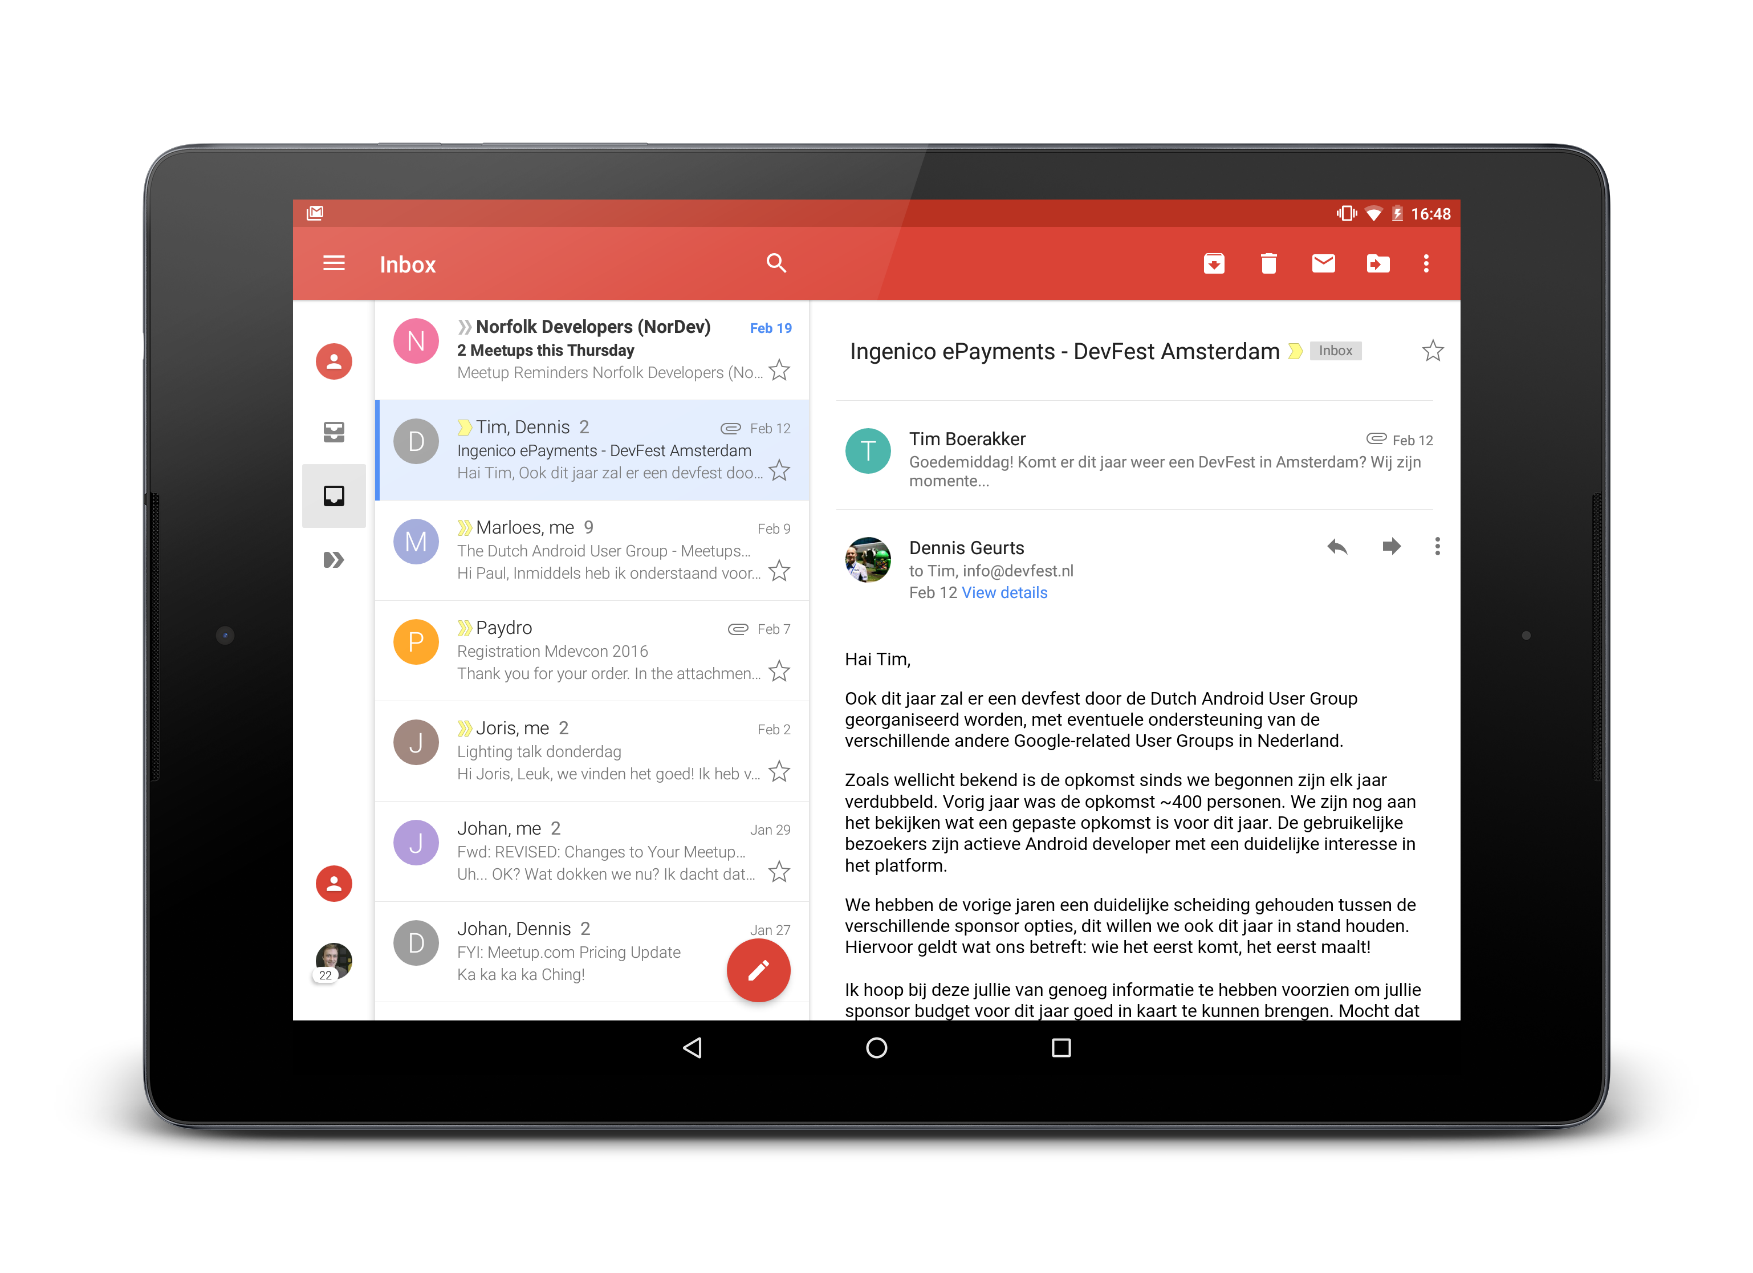 16:48
Inbox
N
Norfolk Developers (NorDev)
Feb 19
2 Meetups this Thursday
Meetup Reminders Norfolk Developers (No...
D
Tim, Dennis 2
Feb 12
Ingenico ePayments - DevFest Amsterdam
Hai Tim, Ook dit jaar zal er een devfest doo...
M
Marloes, me 9
Feb 9
The Dutch Android User Group - Meetups...
Hi Paul, Inmiddels heb ik onderstaand voor...
P
Paydro
Feb 7
Registration Mdevcon 2016
Thank you for your order. In the attachmen...
J
Joris, me 2
Feb 2
Lighting talk donderdag
Hi Joris, Leuk, we vinden het goed! Ik heb v...
J
Johan, me 2
Jan 29
Fwd: REVISED: Changes to Your Meetup...
Uh... OK? Wat dokken we nu? Ik dacht dat...
D
Johan, Dennis 2
Jan 27
FYI: Meetup.com Pricing Update
Ka ka ka ka Ching!
22
Ingenico ePayments - DevFest Amsterdam
Inbox
T
Tim Boerakker
Feb 12
Goedemiddag! Komt er dit jaar weer een DevFest in Amsterdam? Wij zijn
momente...
Dennis Geurts
to Tim, info@devfest.nl
Feb 12 View details
Hai Tim,
Ook dit jaar zal er een devfest door de Dutch Android User Group
georganiseerd worden, met eventuele ondersteuning van de
verschillende andere Google-related User Groups in Nederland.
Zoals wellicht bekend is de opkomst sinds we begonnen zijn elk jaar
verdubbeld. Vorig jaar was de opkomst ~400 personen. We zijn nog aan
het bekijken wat een gepaste opkomst is voor dit jaar. De gebruikelijke
bezoekers zijn actieve Android developer met een duidelijke interesse in
het platform.
We hebben de vorige jaren een duidelijke scheiding gehouden tussen de
verschillende sponsor opties, dit willen we ook dit jaar in stand houden.
Hiervoor geldt wat ons betreft: wie het eerst komt, het eerst maalt!
Ik hoop bij deze jullie van genoeg informatie te hebben voorzien om jullie
sponsor budget voor dit jaar goed in kaart te kunnen brengen. Mocht dat